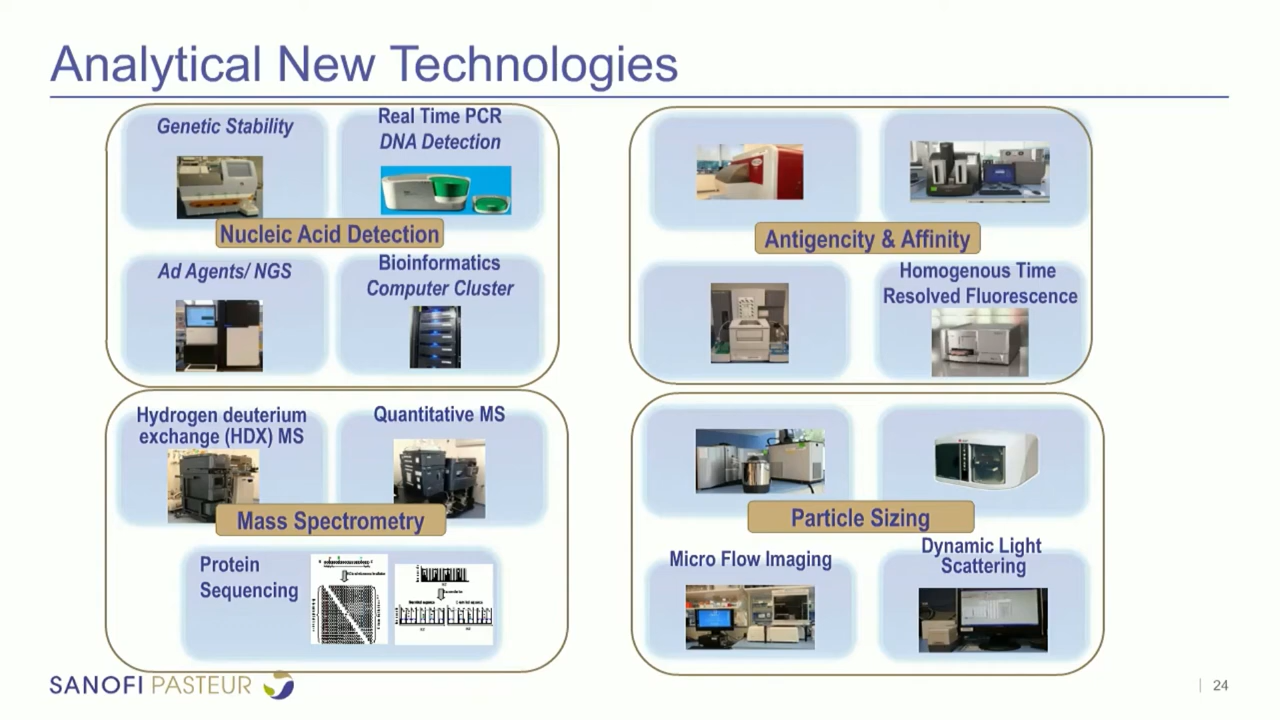 Analytical New Technologies
Genetic Stability
Real Time PCR
DNA Detection
Nucleic Acid Detection
Ad Agents/ NGS
Bioinformatics
Computer Cluster
Antigencity & Affinity
Homogenous Time
Resolved Fluorescence
Hydrogen deuterium
exchange (HDX) MS
Quantitative MS
Mass Spectrometry
Protein
Sequencing
Particle Sizing
Micro Flow Imaging
Dynamic Light
Scattering
SANOFI PASTEUR
24